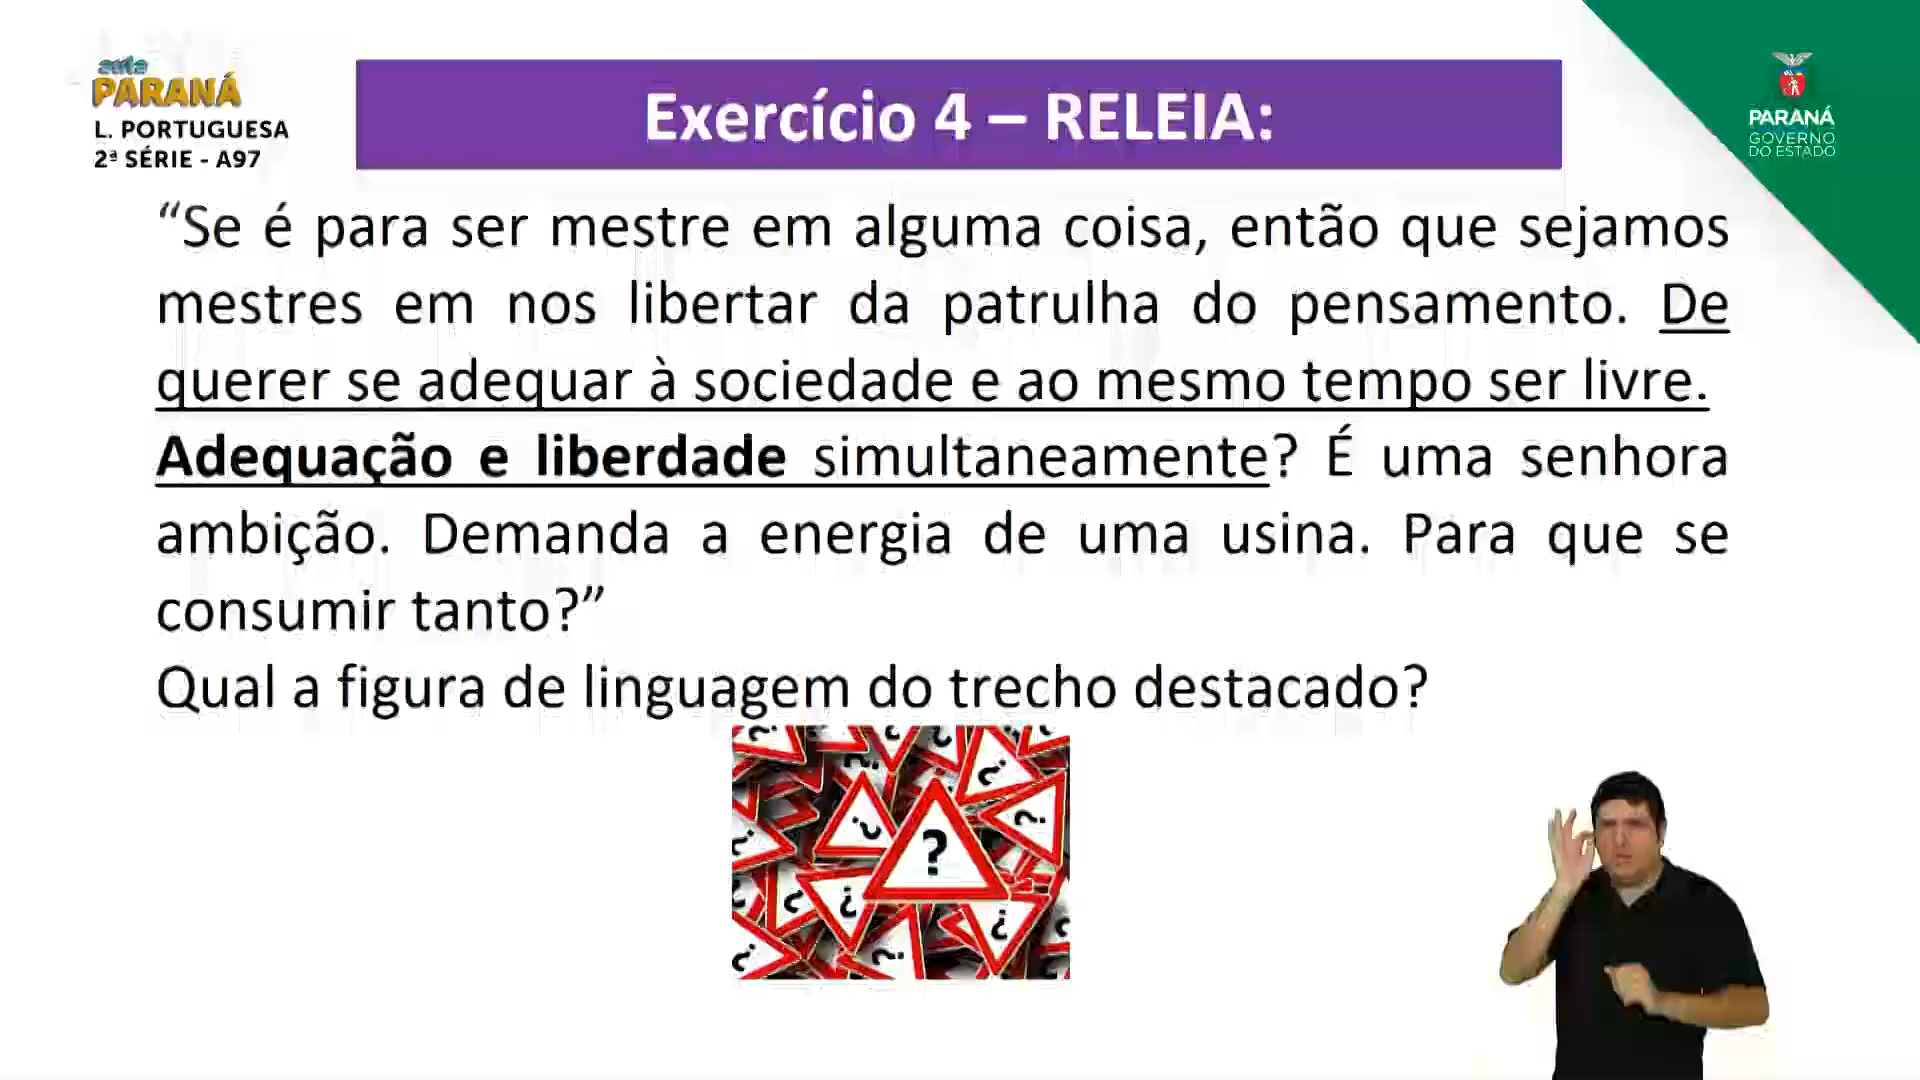 aula
PARANÁ
L. PORTUGUESA
2ª SÉRIE - A97
Exercício 4 – RELEIA:
PARANÁ
GOVERNO
DO ESTADO
“Se é para ser mestre em alguma coisa, então que sejamos
mestres em nos libertar da patrulha do pensamento. De
querer se adequar à sociedade e ao mesmo tempo ser livre.
Adequação e liberdade simultaneamente? É uma senhora
ambição. Demanda a energia de uma usina. Para que se
consumir tanto?”
Qual a figura de linguagem do trecho destacado?
?